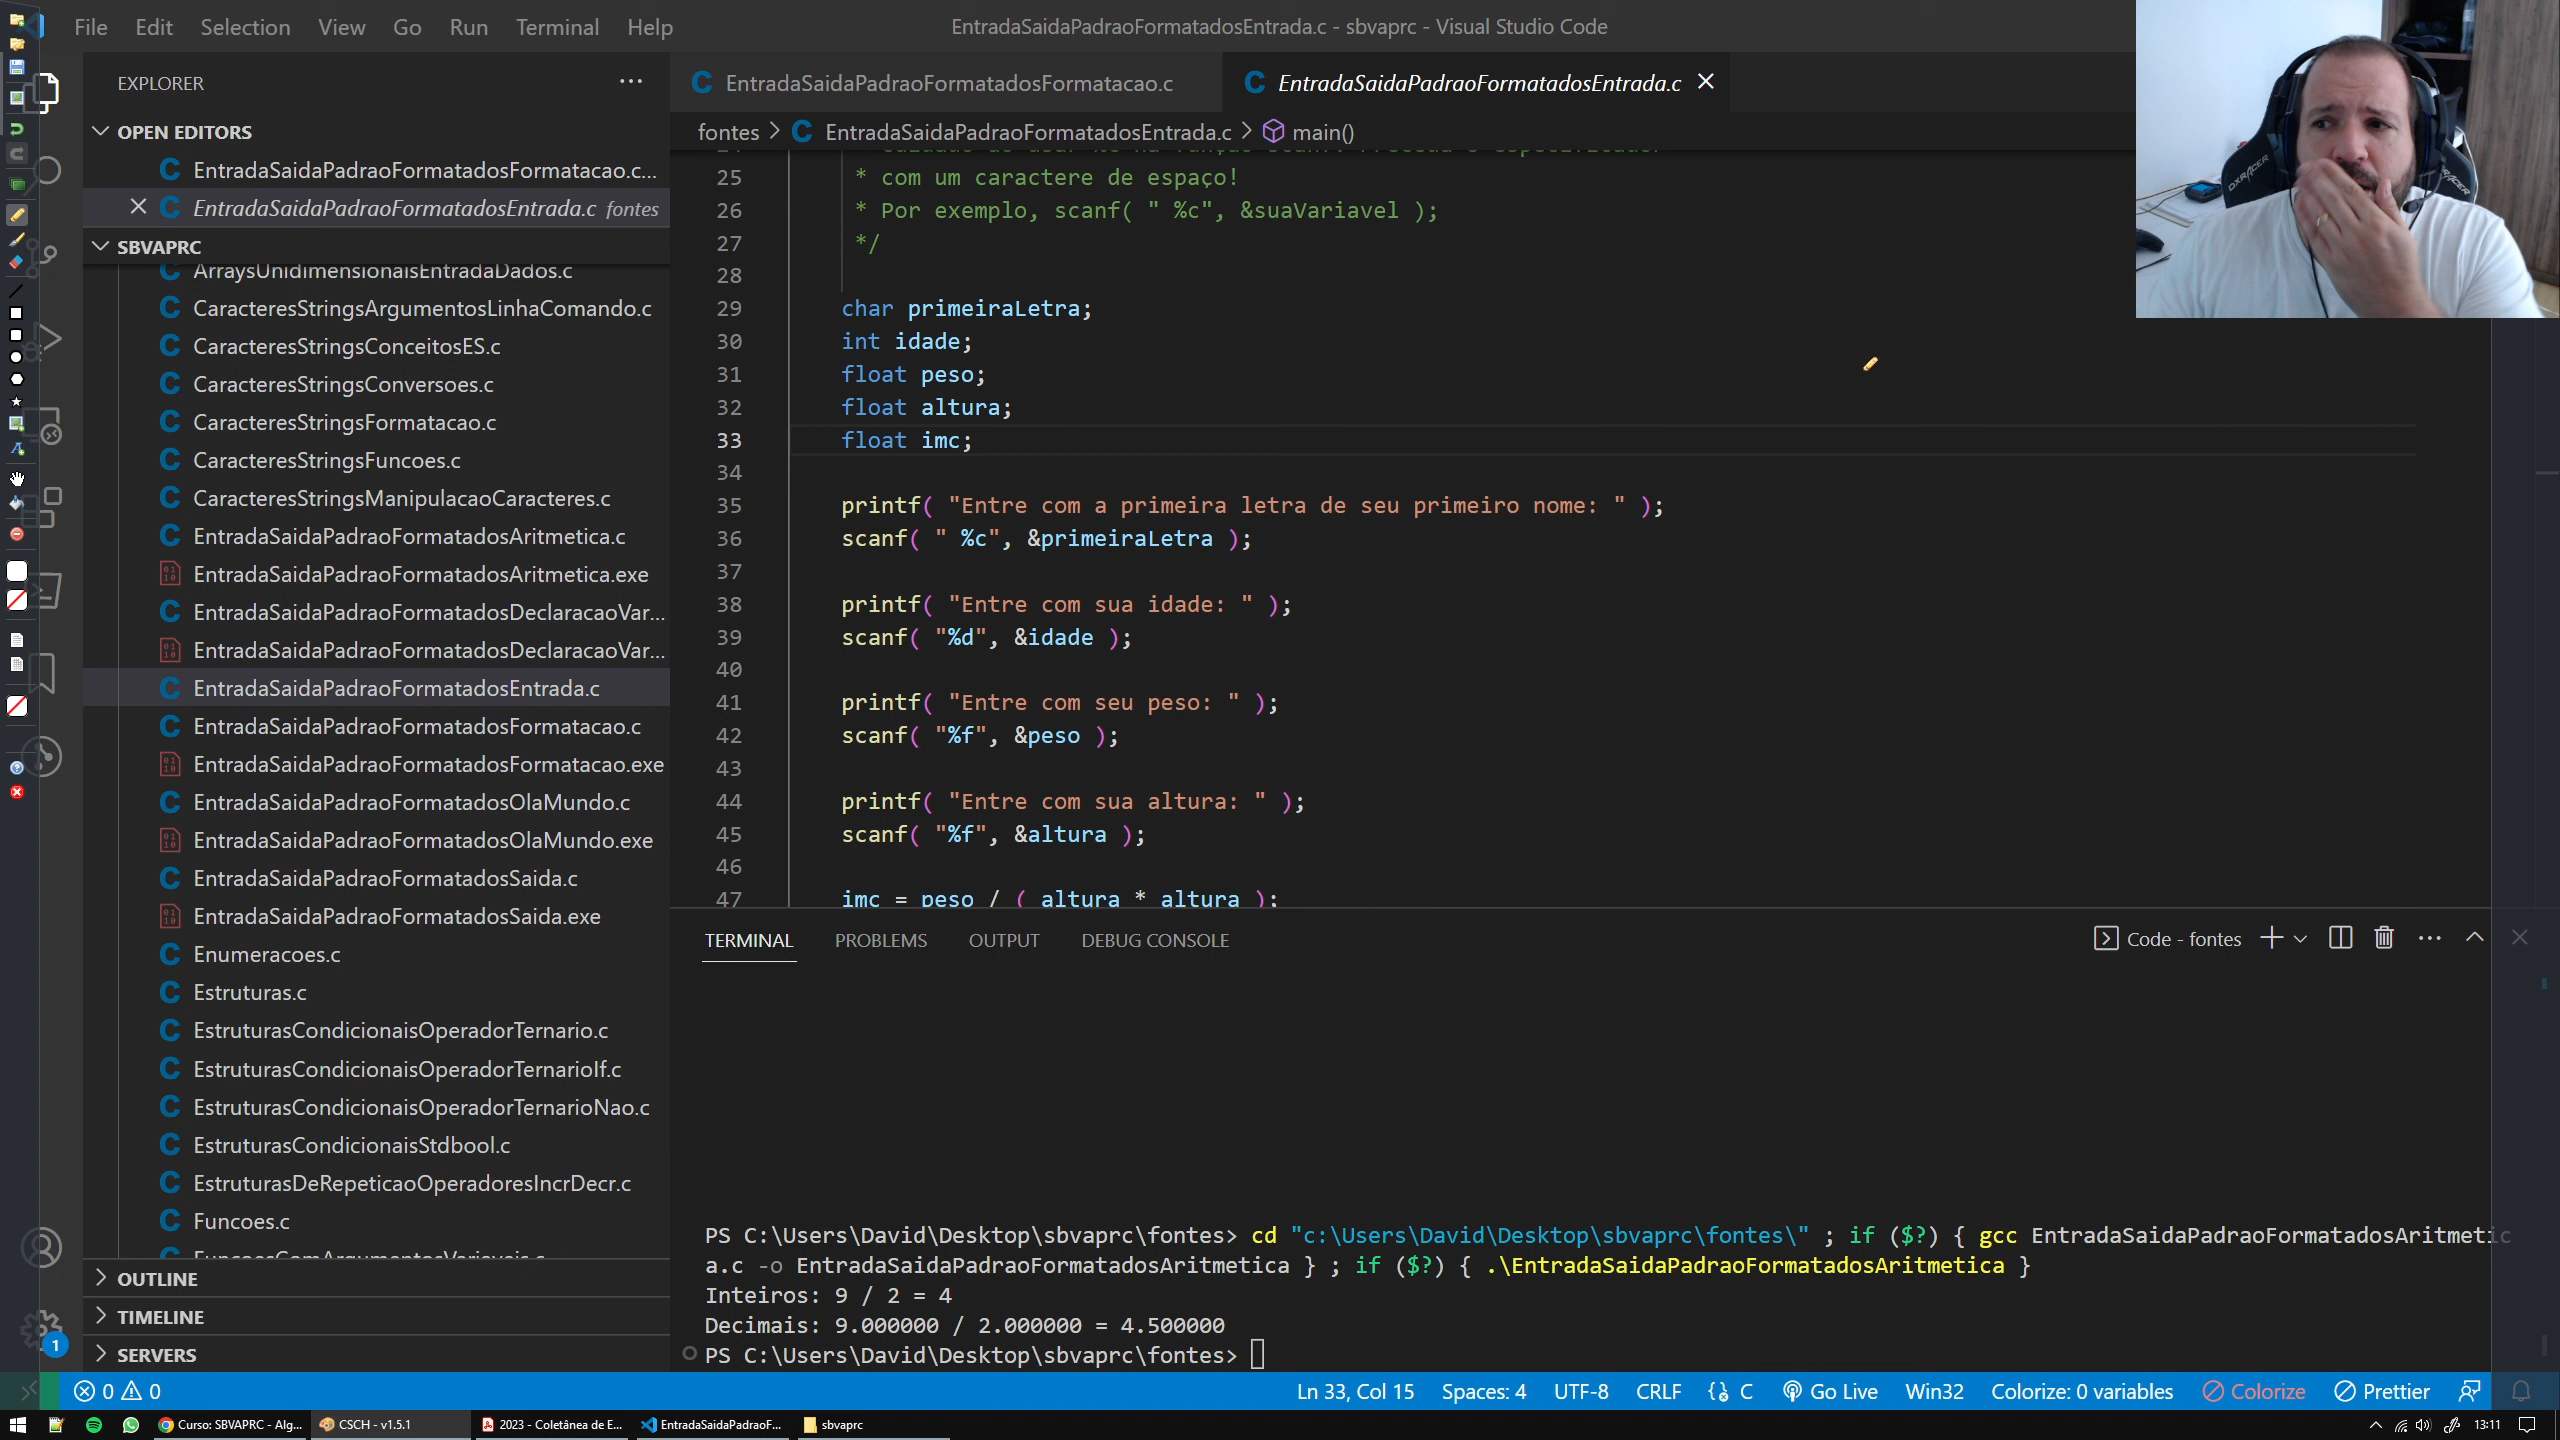 File Edit Selection View Go Run Terminal Help
EntradaSaidaPadraoFormatadosEntrada.c - sbvaprc - Visual Studio Code
EXPLORER
OPEN EDITORS
EntradaSaidaPadraoFormatadosFormatacao.c...
EntradaSaidaPadraoFormatadosEntrada.c fontes
SBVAPRC
ArraysUnidimensionaisEntradaDados.c
CaracteresStringsArgumentosLinhaComando.c
CaracteresStringsConceitosES.c
CaracteresStringsConversoes.c
CaracteresStringsFormatacao.c
CaracteresStringsFuncoes.c
CaracteresStringsManipulacaoCaracteres.c
EntradaSaidaPadraoFormatadosAritmetica.c
EntradaSaidaPadraoFormatadosAritmetica.exe
EntradaSaidaPadraoFormatadosDeclaracaoVar...
EntradaSaidaPadraoFormatadosDeclaracaoVar...
EntradaSaidaPadraoFormatadosEntrada.c
EntradaSaidaPadraoFormatadosFormatacao.c
EntradaSaidaPadraoFormatadosFormatacao.exe
EntradaSaidaPadraoFormatadosOlaMundo.c
EntradaSaidaPadraoFormatadosOlaMundo.exe
EntradaSaidaPadraoFormatadosSaida.c
EntradaSaidaPadraoFormatadosSaida.exe
Enumeracoes.c
Estruturas.c
EstruturasCondicionaisOperadorTernario.c
EstruturasCondicionaisOperadorTernarioIf.c
EstruturasCondicionaisOperadorTernarioNao.c
EstruturasCondicionaisStdbool.c
EstruturasDeRepeticaoOperadoresIncrDecr.c
Funcoes.c
FuncoesComArgumentosVariaveis.c
OUTLINE
TIMELINE
SERVERS
EntradaSaidaPadraoFormatadosFormatacao.c
EntradaSaidaPadraoFormatadosEntrada.c
fontes > EntradaSaidaPadraoFormatadosEntrada.c > main()
25 * com um caractere de espaço!
26 * Por exemplo, scanf( " %c", &suaVariavel );
27 */
28
29 char primeiraLetra;
30 int idade;
31 float peso;
32 float altura;
33 float imc;
34
35 printf( "Entre com a primeira letra de seu primeiro nome: " );
36 scanf( " %c", &primeiraLetra );
37
38 printf( "Entre com sua idade: " );
39 scanf( "%d", &idade );
40
41 printf( "Entre com seu peso: " );
42 scanf( "%f", &peso );
43
44 printf( "Entre com sua altura: " );
45 scanf( "%f", &altura );
46
47 imc = peso / ( altura * altura );
TERMINAL PROBLEMS OUTPUT DEBUG CONSOLE
Code - fontes
PS C:\Users\David\Desktop\sbvaprc\fontes> cd "c:\Users\David\Desktop\sbvaprc\fontes\" ; if ($?) { gcc EntradaSaidaPadraoFormatadosAritmetic
a.c -o EntradaSaidaPadraoFormatadosAritmetica } ; if ($?) { .\EntradaSaidaPadraoFormatadosAritmetica }
Inteiros: 9 / 2 = 4
Decimais: 9.000000 / 2.000000 = 4.500000
PS C:\Users\David\Desktop\sbvaprc\fontes>
1
0 0
Ln 33, Col 15 Spaces: 4 UTF-8 CRLF C Go Live Win32 Colorize: 0 variables Colorize Prettier
Curso: SBVAPRC - Alg...
CSCH - v1.5.1
2023 - Coletânea de E...
EntradaSaidaPadraoF...
sbvaprc
13:11
DXRACER